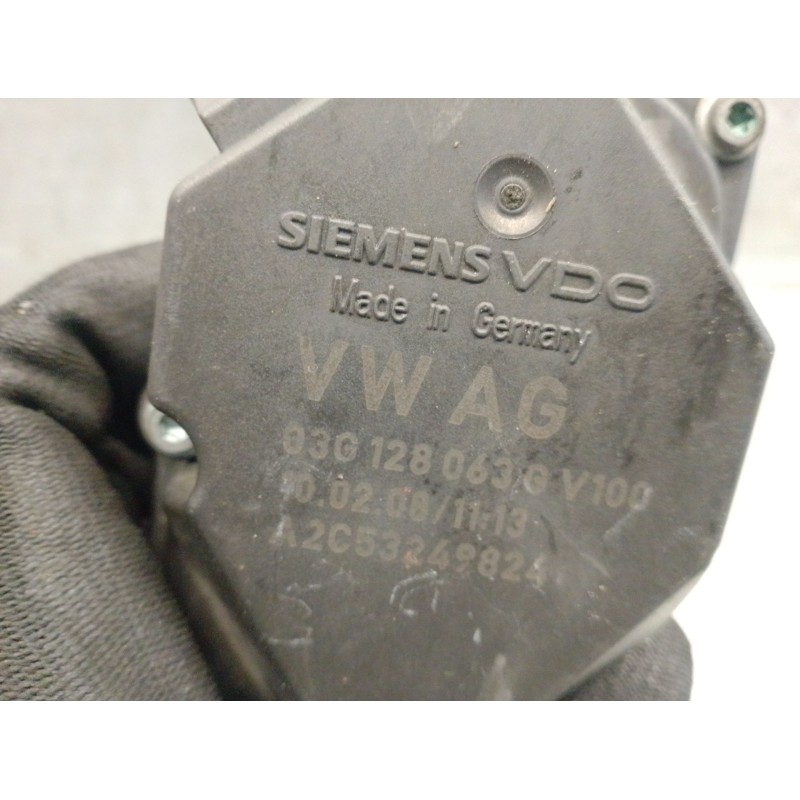 SIEMENS VDO
Made in Germany
VW AG
03G 128 063 G V100
10.02.08/11:13
A2C53249824